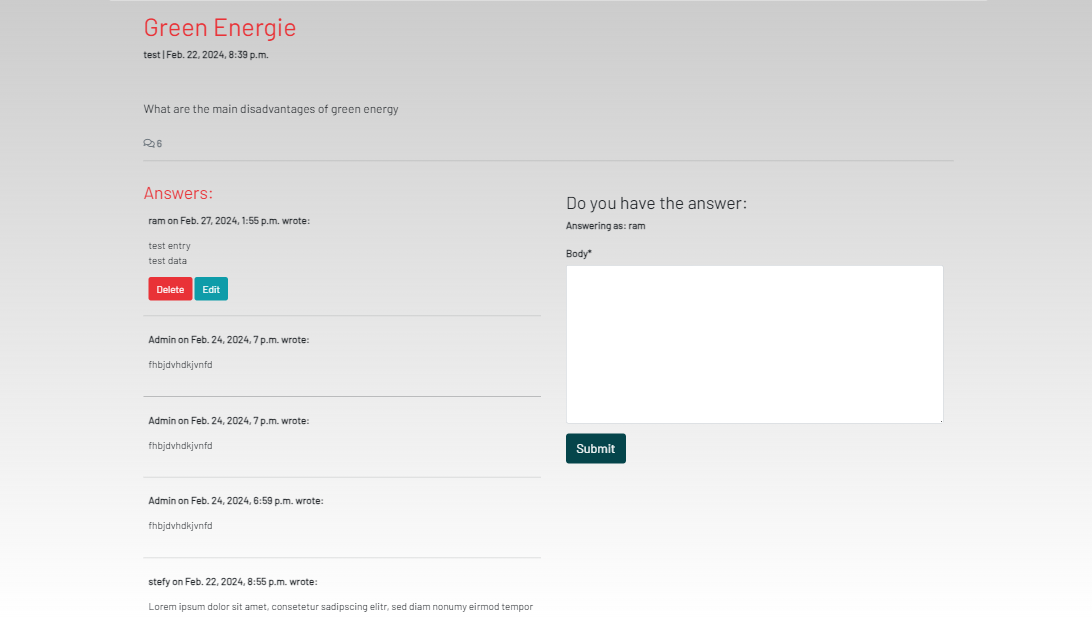 Green Energie
test | Feb. 22, 2024, 8:39 p.m.
What are the main disadvantages of green energy
6
Answers:
ram on Feb. 27, 2024, 1:55 p.m. wrote:
test entry
test data
Delete Edit
Admin on Feb. 24, 2024, 7 p.m. wrote:
fhbjdvhdkjvnfd
Admin on Feb. 24, 2024, 7 p.m. wrote:
fhbjdvhdkjvnfd
Admin on Feb. 24, 2024, 6:59 p.m. wrote:
fhbjdvhdkjvnfd
stefy on Feb. 22, 2024, 8:55 p.m. wrote:
Lorem ipsum dolor sit amet, consetetur sadipscing elitr, sed diam nonumy eirmod tempor
Do you have the answer:
Answering as: ram
Body*
Submit